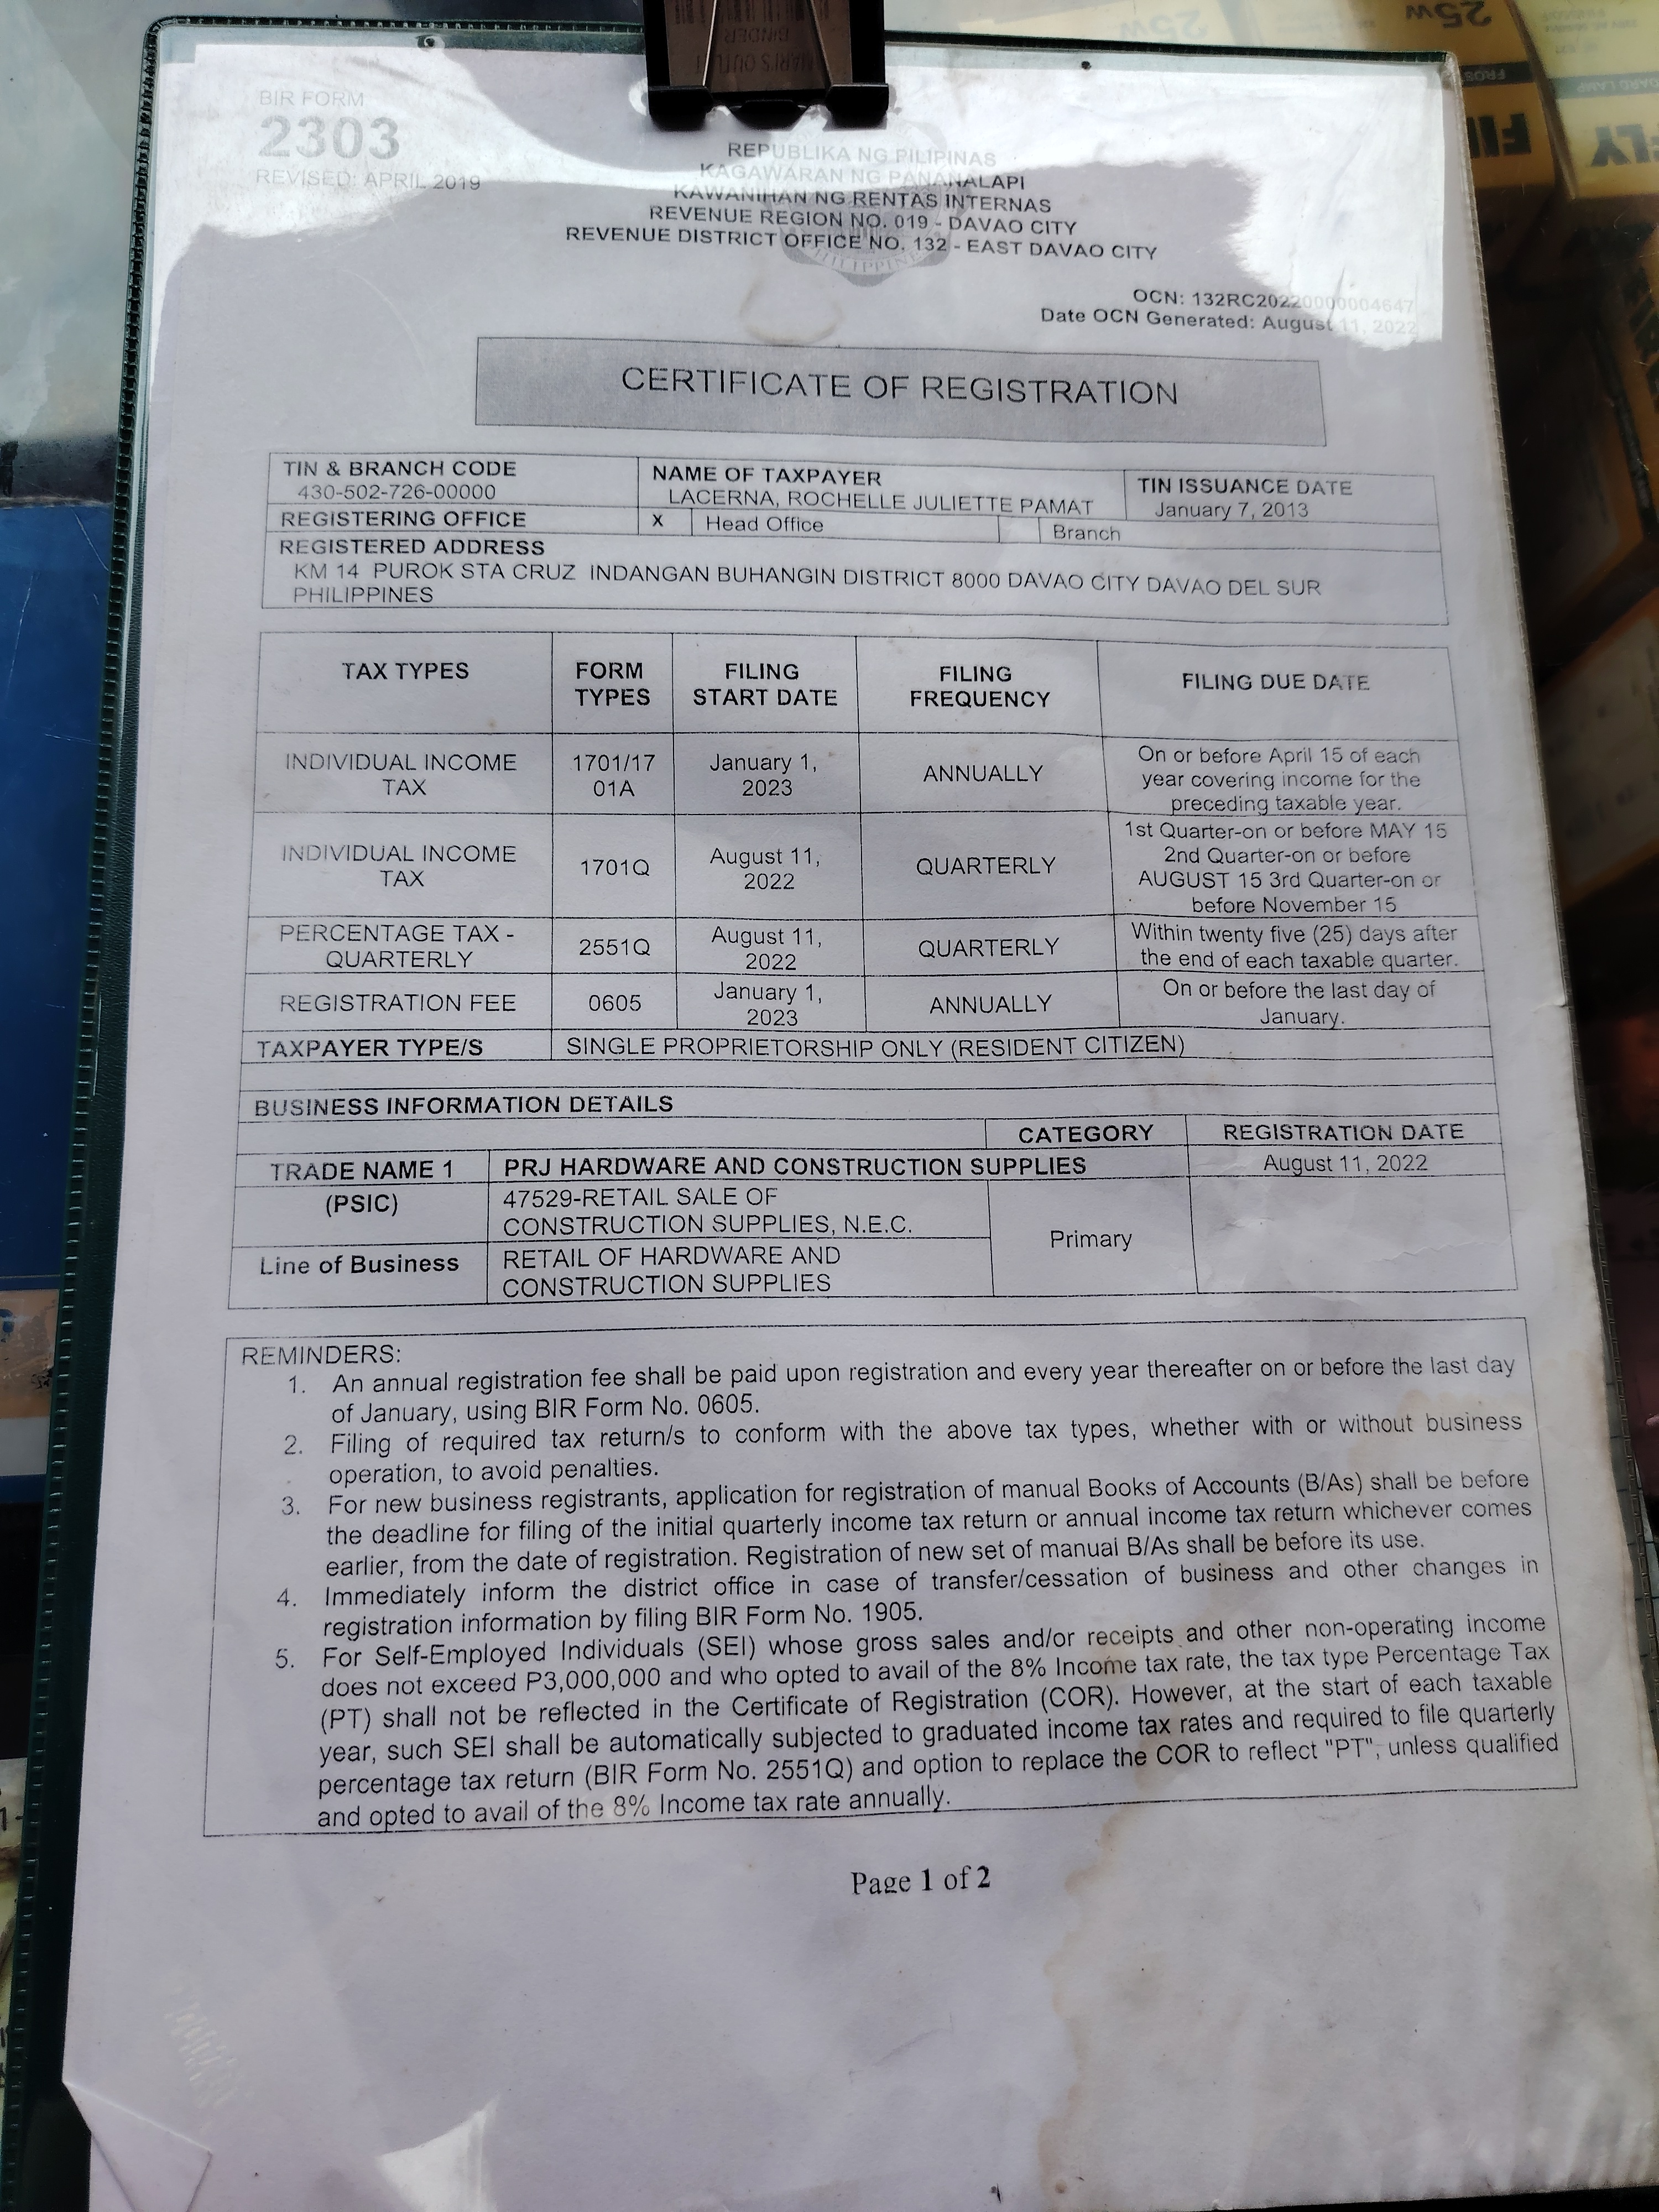 BIR FORM
2303
REVISED: APRIL 2019
REPUBLIKA NG PILIPINAS
KAGAWARAN NG PANANALAPI
KAWANIHAN NG RENTAS INTERNAS
REVENUE REGION NO. 019 - DAVAO CITY
REVENUE DISTRICT OFFICE NO. 132 - EAST DAVAO CITY
OCN: 132RC20220000004647
Date OCN Generated: August 11, 2022
CERTIFICATE OF REGISTRATION
TIN & BRANCH CODE
430-502-726-00000
NAME OF TAXPAYER
LACERNA, ROCHELLE JULIETTE PAMAT
TIN ISSUANCE DATE
January 7, 2013
REGISTERING OFFICE X Head Office Branch
REGISTERED ADDRESS
KM 14 PUROK STA CRUZ INDANGAN BUHANGIN DISTRICT 8000 DAVAO CITY DAVAO DEL SUR
PHILIPPINES
TAX TYPES
FORM
TYPES
FILING
START DATE
FILING
FREQUENCY
FILING DUE DATE
INDIVIDUAL INCOME
TAX
1701/17
01A
January 1,
2023
ANNUALLY
On or before April 15 of each
year covering income for the
preceding taxable year.
INDIVIDUAL INCOME
TAX
1701Q
August 11,
2022
QUARTERLY
1st Quarter-on or before MAY 15
2nd Quarter-on or before
AUGUST 15 3rd Quarter-on or
before November 15
PERCENTAGE TAX -
QUARTERLY
2551Q
August 11,
2022
QUARTERLY
Within twenty five (25) days after
the end of each taxable quarter.
REGISTRATION FEE
0605
January 1,
2023
ANNUALLY
On or before the last day of
January.
TAXPAYER TYPE/S SINGLE PROPRIETORSHIP ONLY (RESIDENT CITIZEN)
BUSINESS INFORMATION DETAILS
CATEGORY REGISTRATION DATE
TRADE NAME 1 PRJ HARDWARE AND CONSTRUCTION SUPPLIES August 11, 2022
(PSIC)
47529-RETAIL SALE OF
CONSTRUCTION SUPPLIES, N.E.C.
Primary
Line of Business
RETAIL OF HARDWARE AND
CONSTRUCTION SUPPLIES
REMINDERS:
1. An annual registration fee shall be paid upon registration and every year thereafter on or before the last day
of January, using BIR Form No. 0605.
2. Filing of required tax return/s to conform with the above tax types, whether with or without business
operation, to avoid penalties.
3. For new business registrants, application for registration of manual Books of Accounts (B/As) shall be before
the deadline for filing of the initial quarterly income tax return or annual income tax return whichever comes
earlier, from the date of registration. Registration of new set of manual B/As shall be before its use.
4. Immediately inform the district office in case of transfer/cessation of business and other changes in
registration information by filing BIR Form No. 1905.
5. For Self-Employed Individuals (SEI) whose gross sales and/or receipts and other non-operating income
does not exceed P3,000,000 and who opted to avail of the 8% Income tax rate, the tax type Percentage Tax
(PT) shall not be reflected in the Certificate of Registration (COR). However, at the start of each taxable
year, such SEI shall be automatically subjected to graduated income tax rates and required to file quarterly
percentage tax return (BIR Form No. 2551Q) and option to replace the COR to reflect "PT", unless qualified
and opted to avail of the 8% Income tax rate annually.
Page 1 of 2
25w
25w